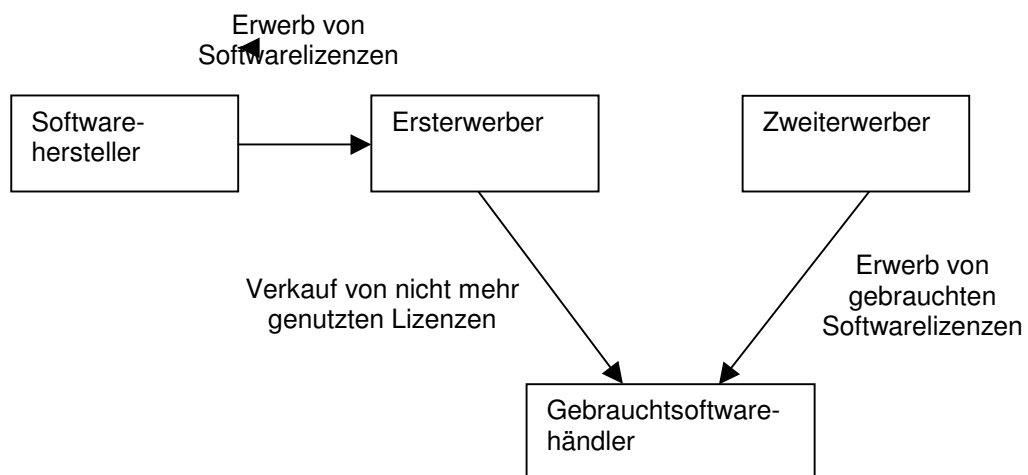 Erwerb von
Softwarelizenzen
Software-
hersteller
Ersterwerber
Zweiterwerber
Verkauf von nicht mehr
genutzten Lizenzen
Erwerb von
gebrauchten
Softwarelizenzen
Gebrauchtsoftware-
händler